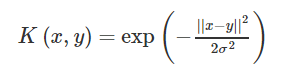 K (x, y) = exp ( − ||x−y||² / 2σ² )